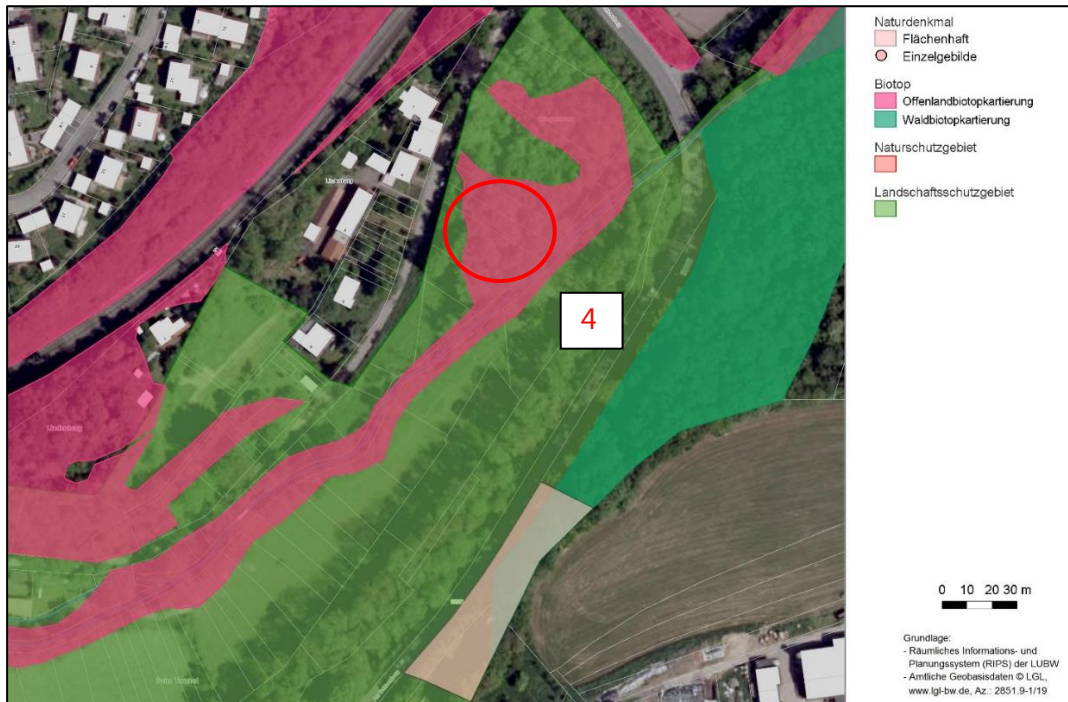 4
Naturdenkmal
Flächenhaft
Einzelgebilde
Biotop
Offenlandbiotopkartierung
Waldbiotopkartierung
Naturschutzgebiet
Landschaftsschutzgebiet
0 10 20 30 m
Grundlage:
- Räumliches Informations- und
Planungssystem (RIPS) der LUBW
- Amtliche Geobasisdaten © LGL,
www.lgl-bw.de, Az.: 2851.9-1/19